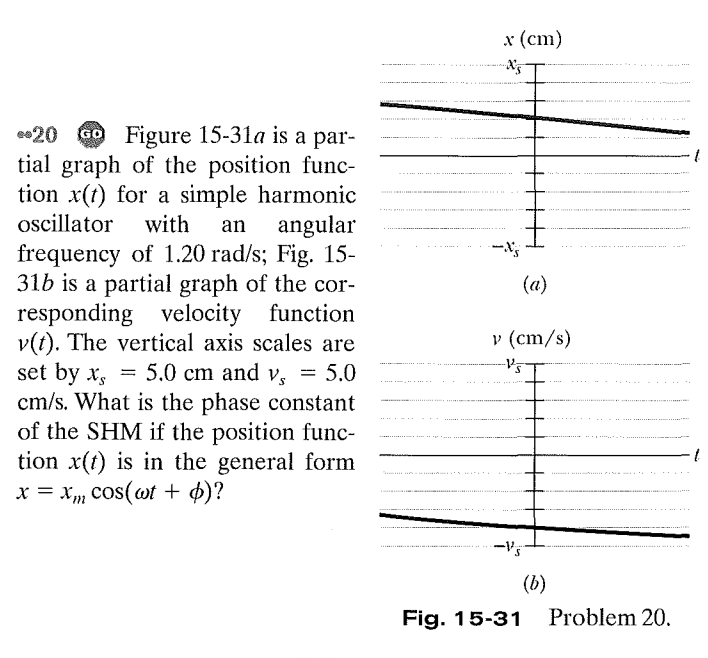 ••20 GO Figure 15-31a is a par-
tial graph of the position func-
tion x(t) for a simple harmonic
oscillator with an angular
frequency of 1.20 rad/s; Fig. 15-
31b is a partial graph of the cor-
responding velocity function
v(t). The vertical axis scales are
set by xₛ = 5.0 cm and vₛ = 5.0
cm/s. What is the phase constant
of the SHM if the position func-
tion x(t) is in the general form
x = xₘ cos(ωt + ϕ)?
x (cm)
xₛ
t
−xₛ
(a)
v (cm/s)
vₛ
t
−vₛ
(b)
Fig. 15-31 Problem 20.